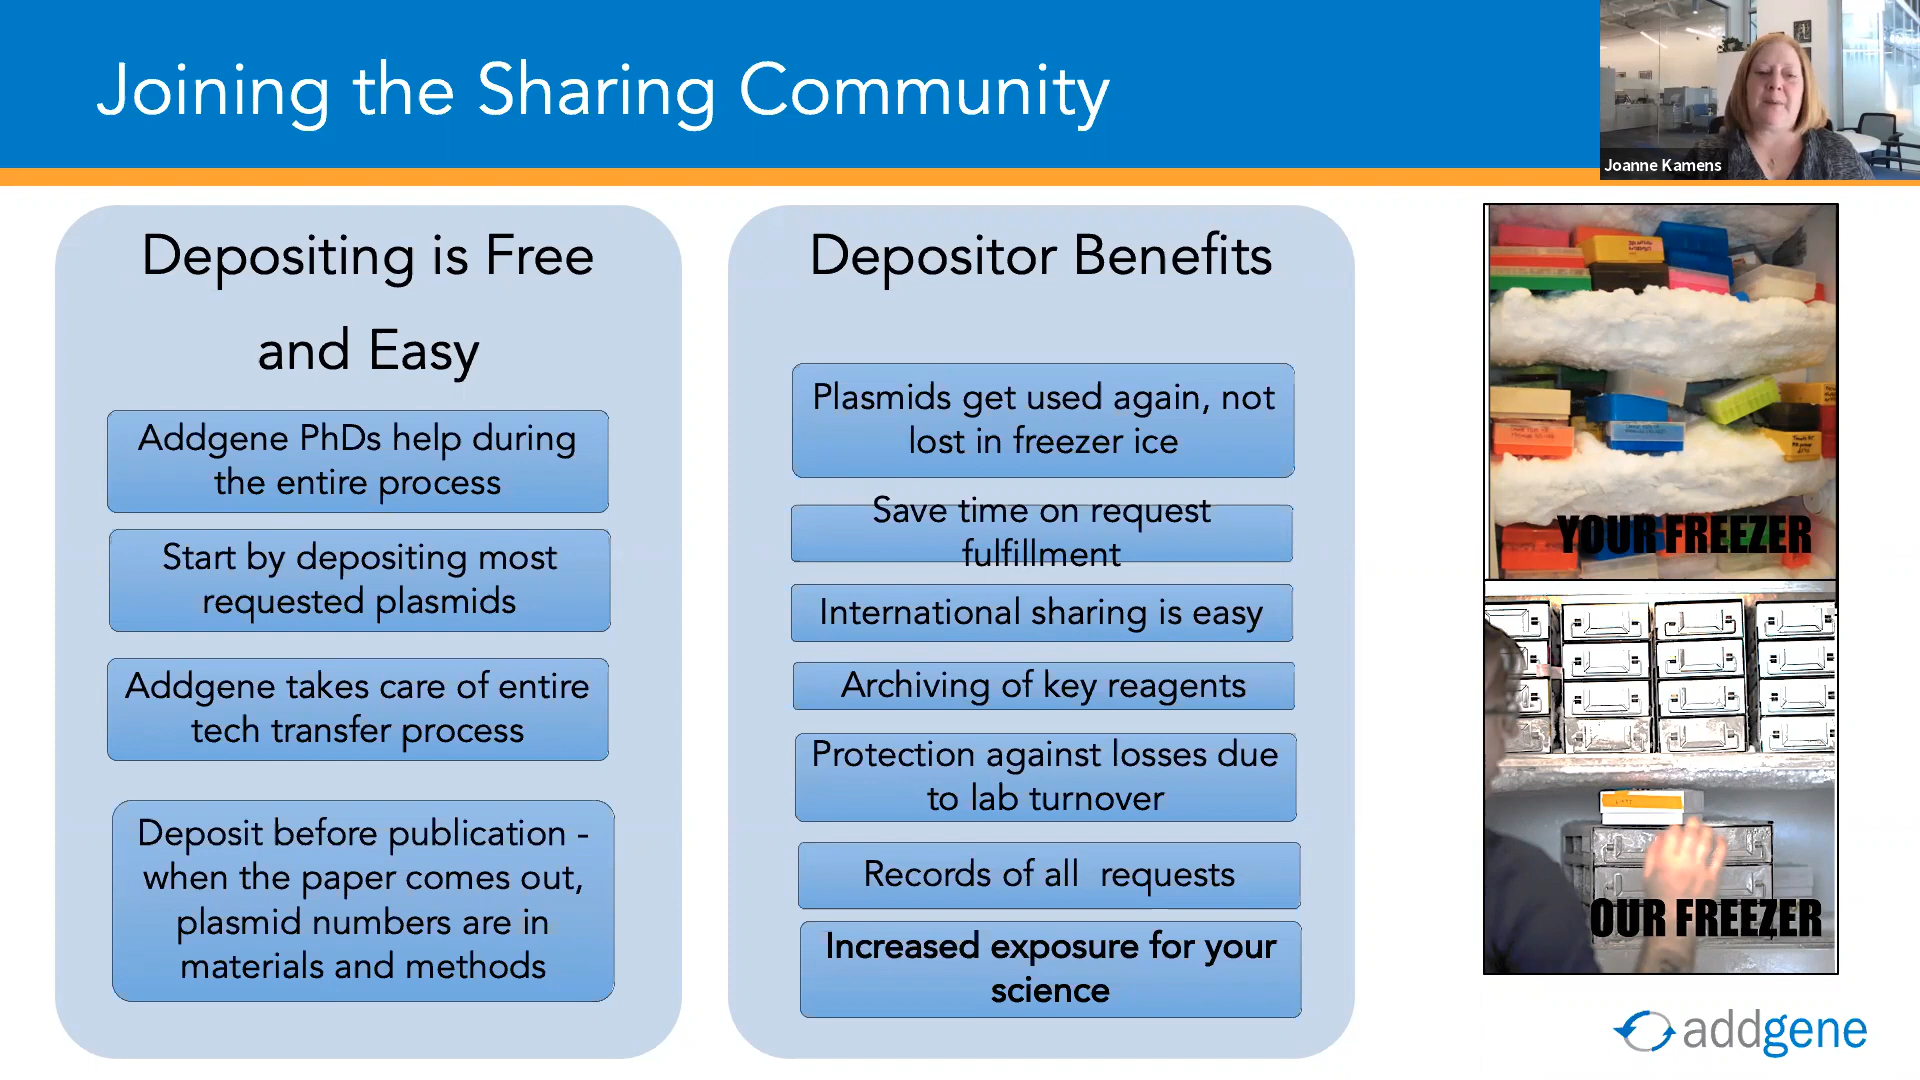 Joining the Sharing Community
Joanne Kamens
Depositing is Free
and Easy
Addgene PhDs help during
the entire process
Start by depositing most
requested plasmids
Addgene takes care of entire
tech transfer process
Deposit before publication -
when the paper comes out,
plasmid numbers are in
materials and methods
Depositor Benefits
Plasmids get used again, not
lost in freezer ice
Save time on request
fulfillment
International sharing is easy
Archiving of key reagents
Protection against losses due
to lab turnover
Records of all  requests
Increased exposure for your
science
YOUR FREEZER
OUR FREEZER
addgene